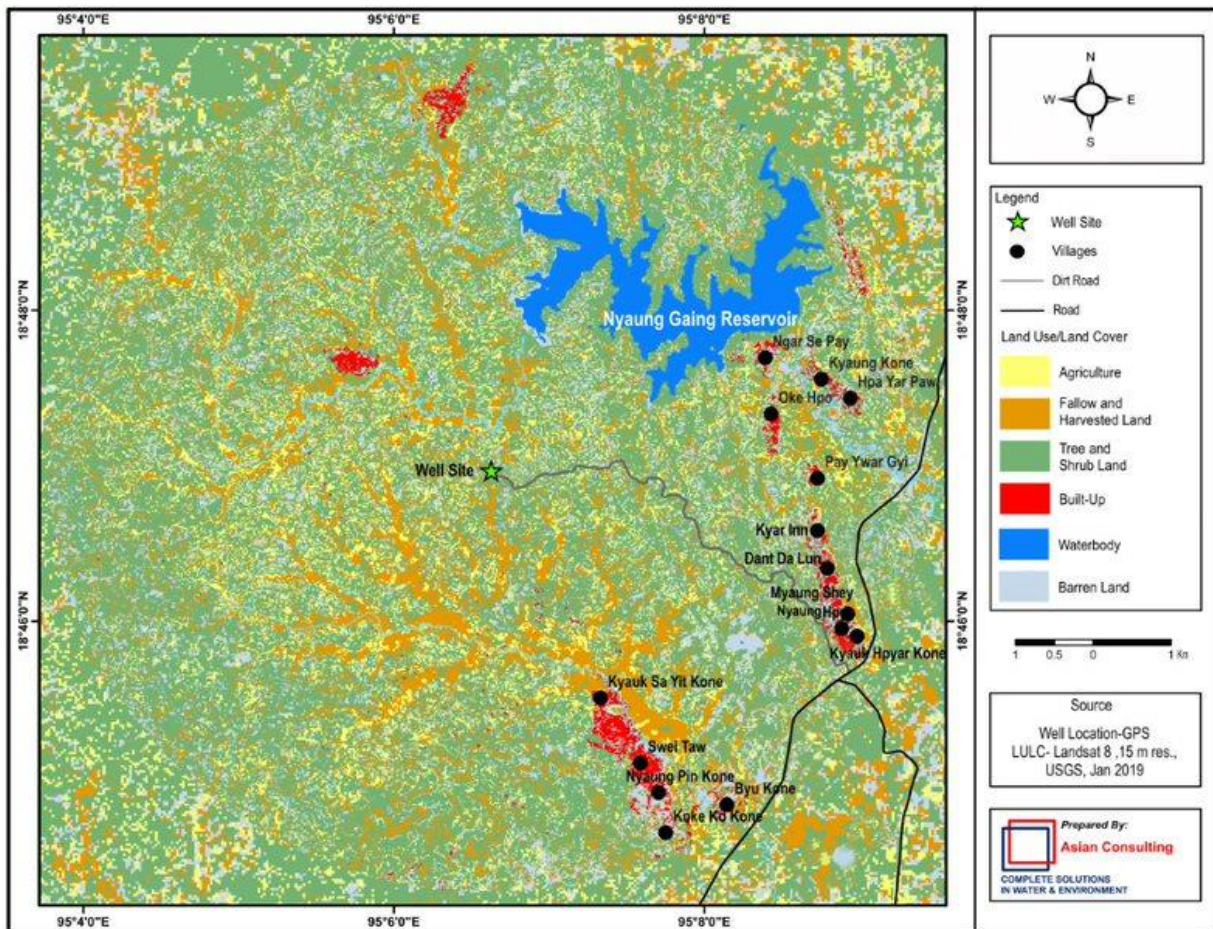 95°4'0"E
95°6'0"E
95°8'0"E
18°48'0"N
18°48'0"N
Nyaung Gaing Reservoir
Ngar Se Pay
Kyaung Kone
Hpa Yar Paw
Oke Hpo
Well Site
Pay Ywar Gyi
Kyar Inn
Dant Da Lun
Myaung Shey
Nyaung Hpo
Kyauk Hpyar Kone
18°46'0"N
18°46'0"N
Kyauk Sa Yit Kone
Swei Taw
Nyaung Pin Kone
Byu Kone
Koke Ko Kone
95°4'0"E
95°6'0"E
95°8'0"E
N
W
E
S
Legend
Well Site
Villages
Dirt Road
Road
Land Use/Land Cover
Agriculture
Fallow and
Harvested Land
Tree and
Shrub Land
Built-Up
Waterbody
Barren Land
1 0.5 0 1 Km
Source
Well Location-GPS
LULC- Landsat 8 ,15 m res.,
USGS, Jan 2019
Prepared By:
Asian Consulting
COMPLETE SOLUTIONS
IN WATER & ENVIRONMENT